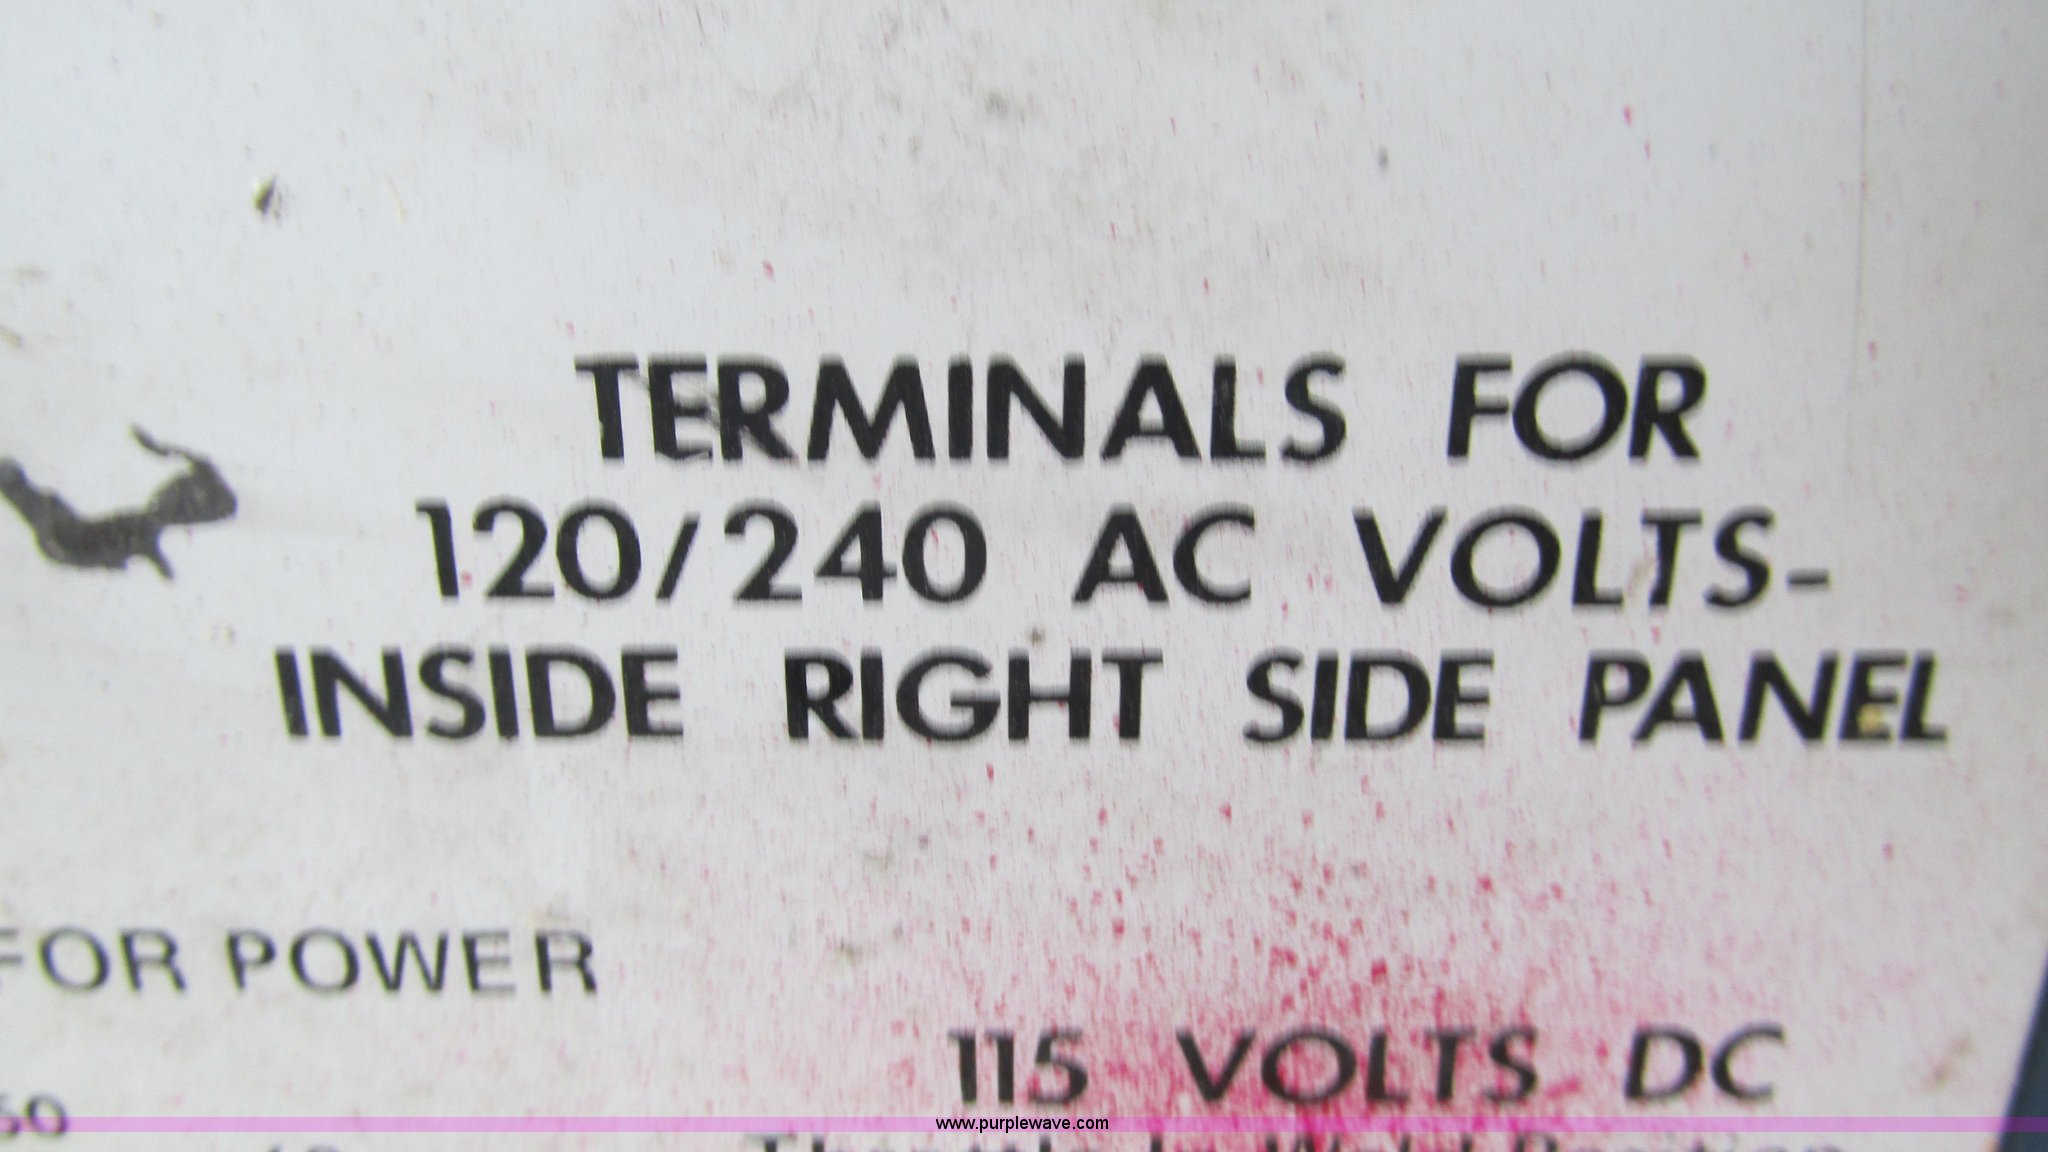 TERMINALS FOR
120/240 AC VOLTS-
INSIDE RIGHT SIDE PANEL
FOR POWER
115 VOLTS DC
www.purplewave.com